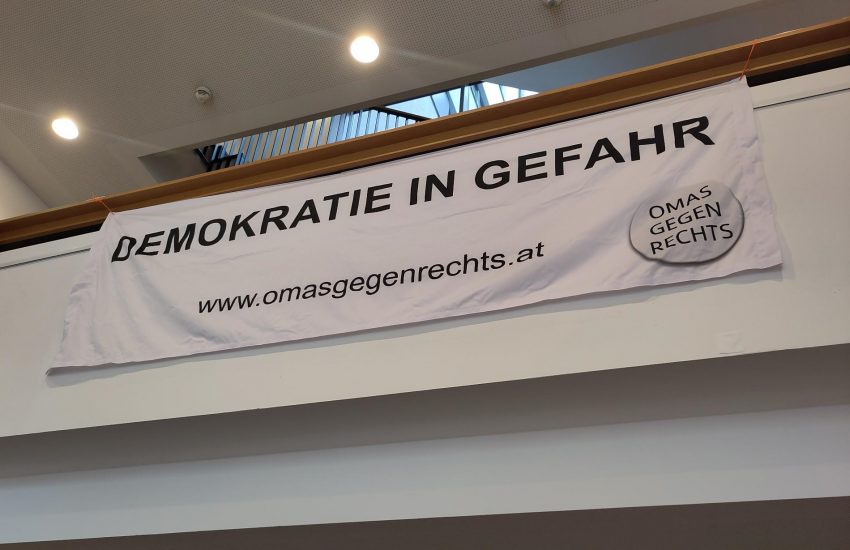 DEMOKRATIE IN GEFAHR
www.omasgegenrechts.at
OMAS
GEGEN
RECHTS